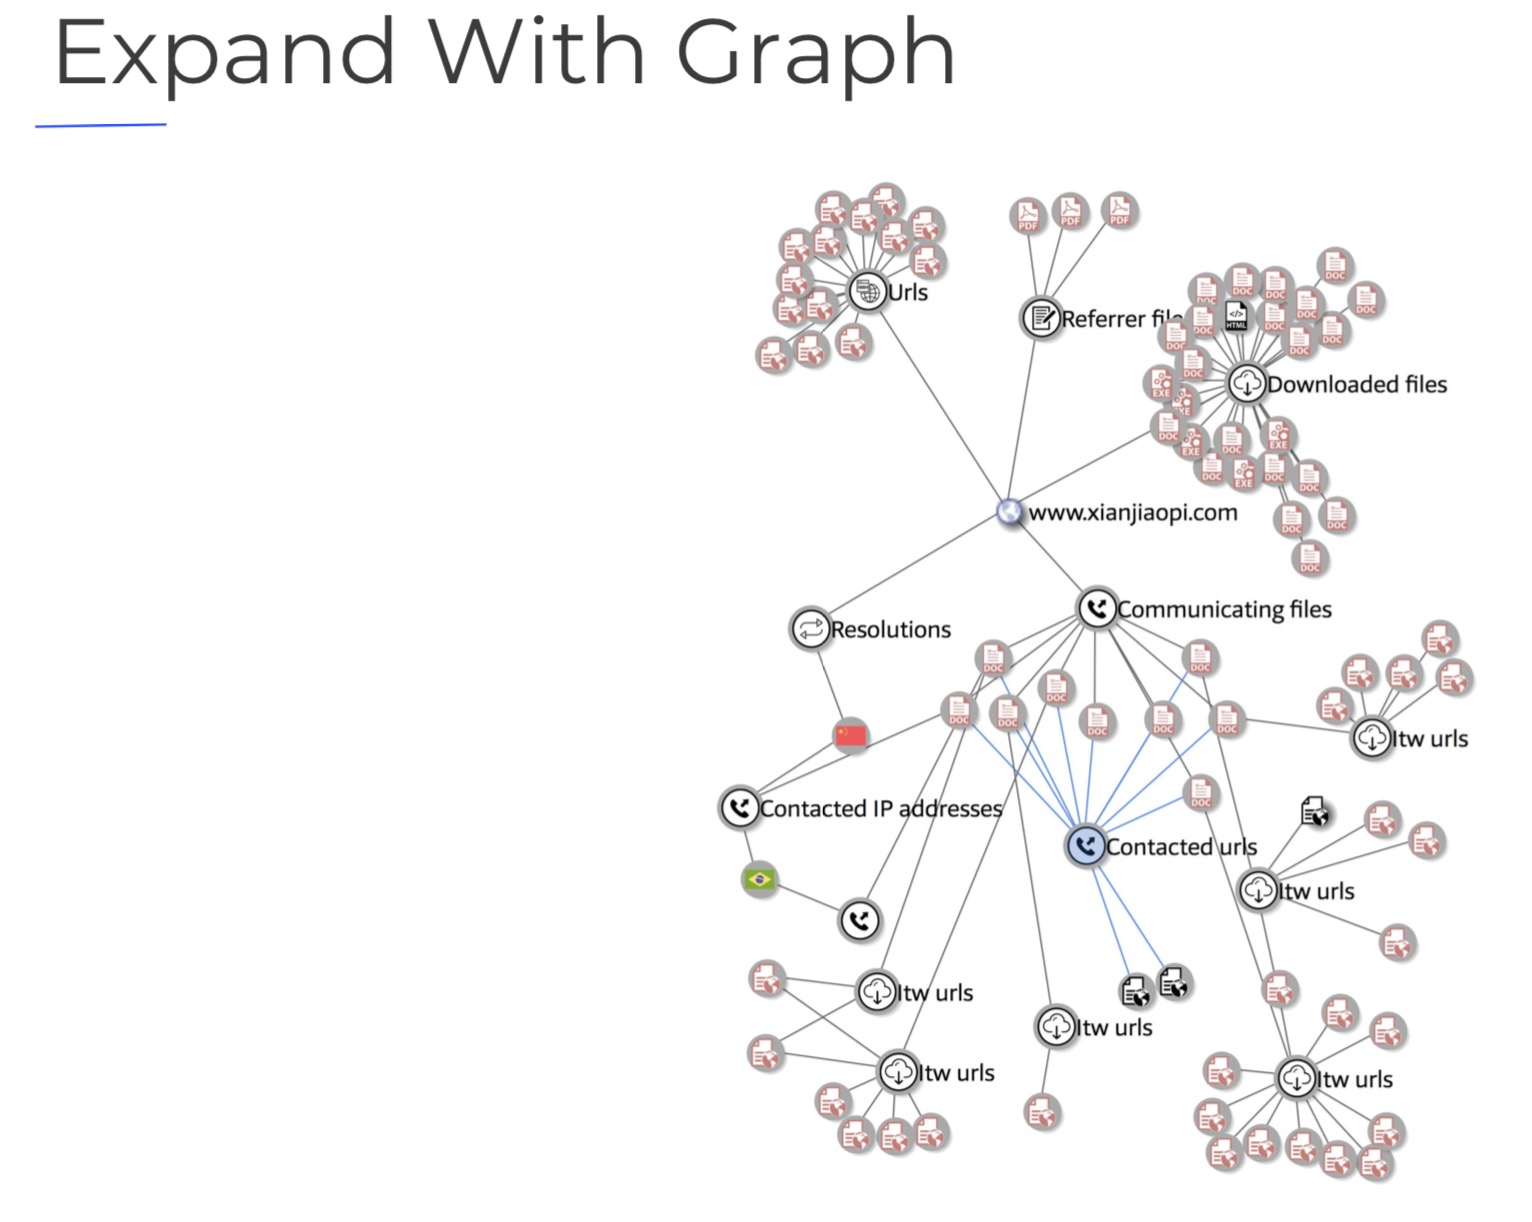 Expand With Graph
PDF
PDF
PDF
Urls
Referrer file
DOC
DOC
DOC
DOC
DOC
DOC
DOC
DOC
HTML
DOC
DOC
DOC
DOC
DOC
Downloaded files
EXE
DOC
EXE
DOC
EXE
DOC
EXE
DOC
DOC
DOC
DOC
DOC
www.xianjiaopi.com
Communicating files
Resolutions
DOC
DOC
DOC
DOC
DOC
DOC
DOC
DOC
Itw urls
DOC
Contacted IP addresses
Contacted urls
Itw urls
Itw urls
Itw urls
Itw urls
Itw urls